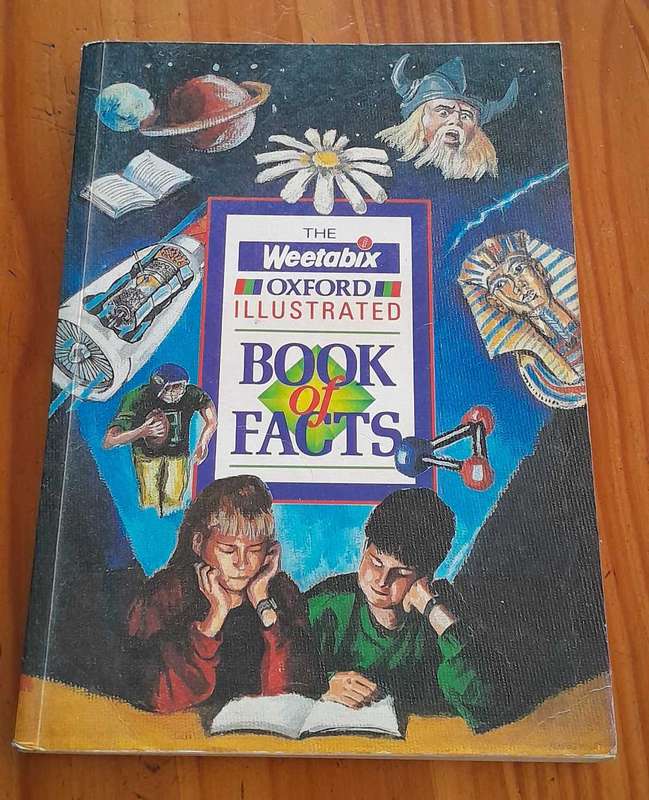 THE
Weetabix
OXFORD
ILLUSTRATED
BOOK
of
FACTS